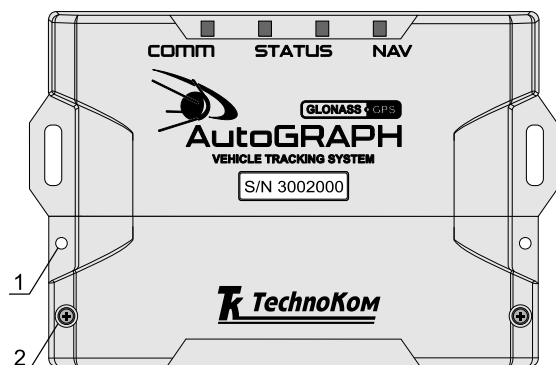 COMM STATUS NAV
GLONASS GPS
AutoGRAPH
VEHICLE TRACKING SYSTEM
S/N 3002000
1
TK TechnoKom
2